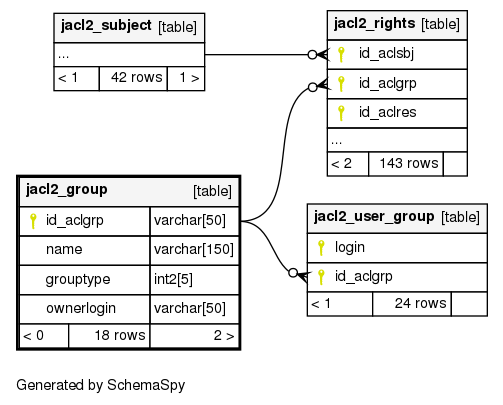 jacl2_subject [table]
...
< 1 42 rows 1 >
jacl2_rights [table]
id_aclsbj
id_aclgrp
id_aclres
...
< 2 143 rows
jacl2_group [table]
id_aclgrp varchar[50]
name varchar[150]
grouptype int2[5]
ownerlogin varchar[50]
< 0 18 rows 2 >
jacl2_user_group [table]
login
id_aclgrp
< 1 24 rows
Generated by SchemaSpy